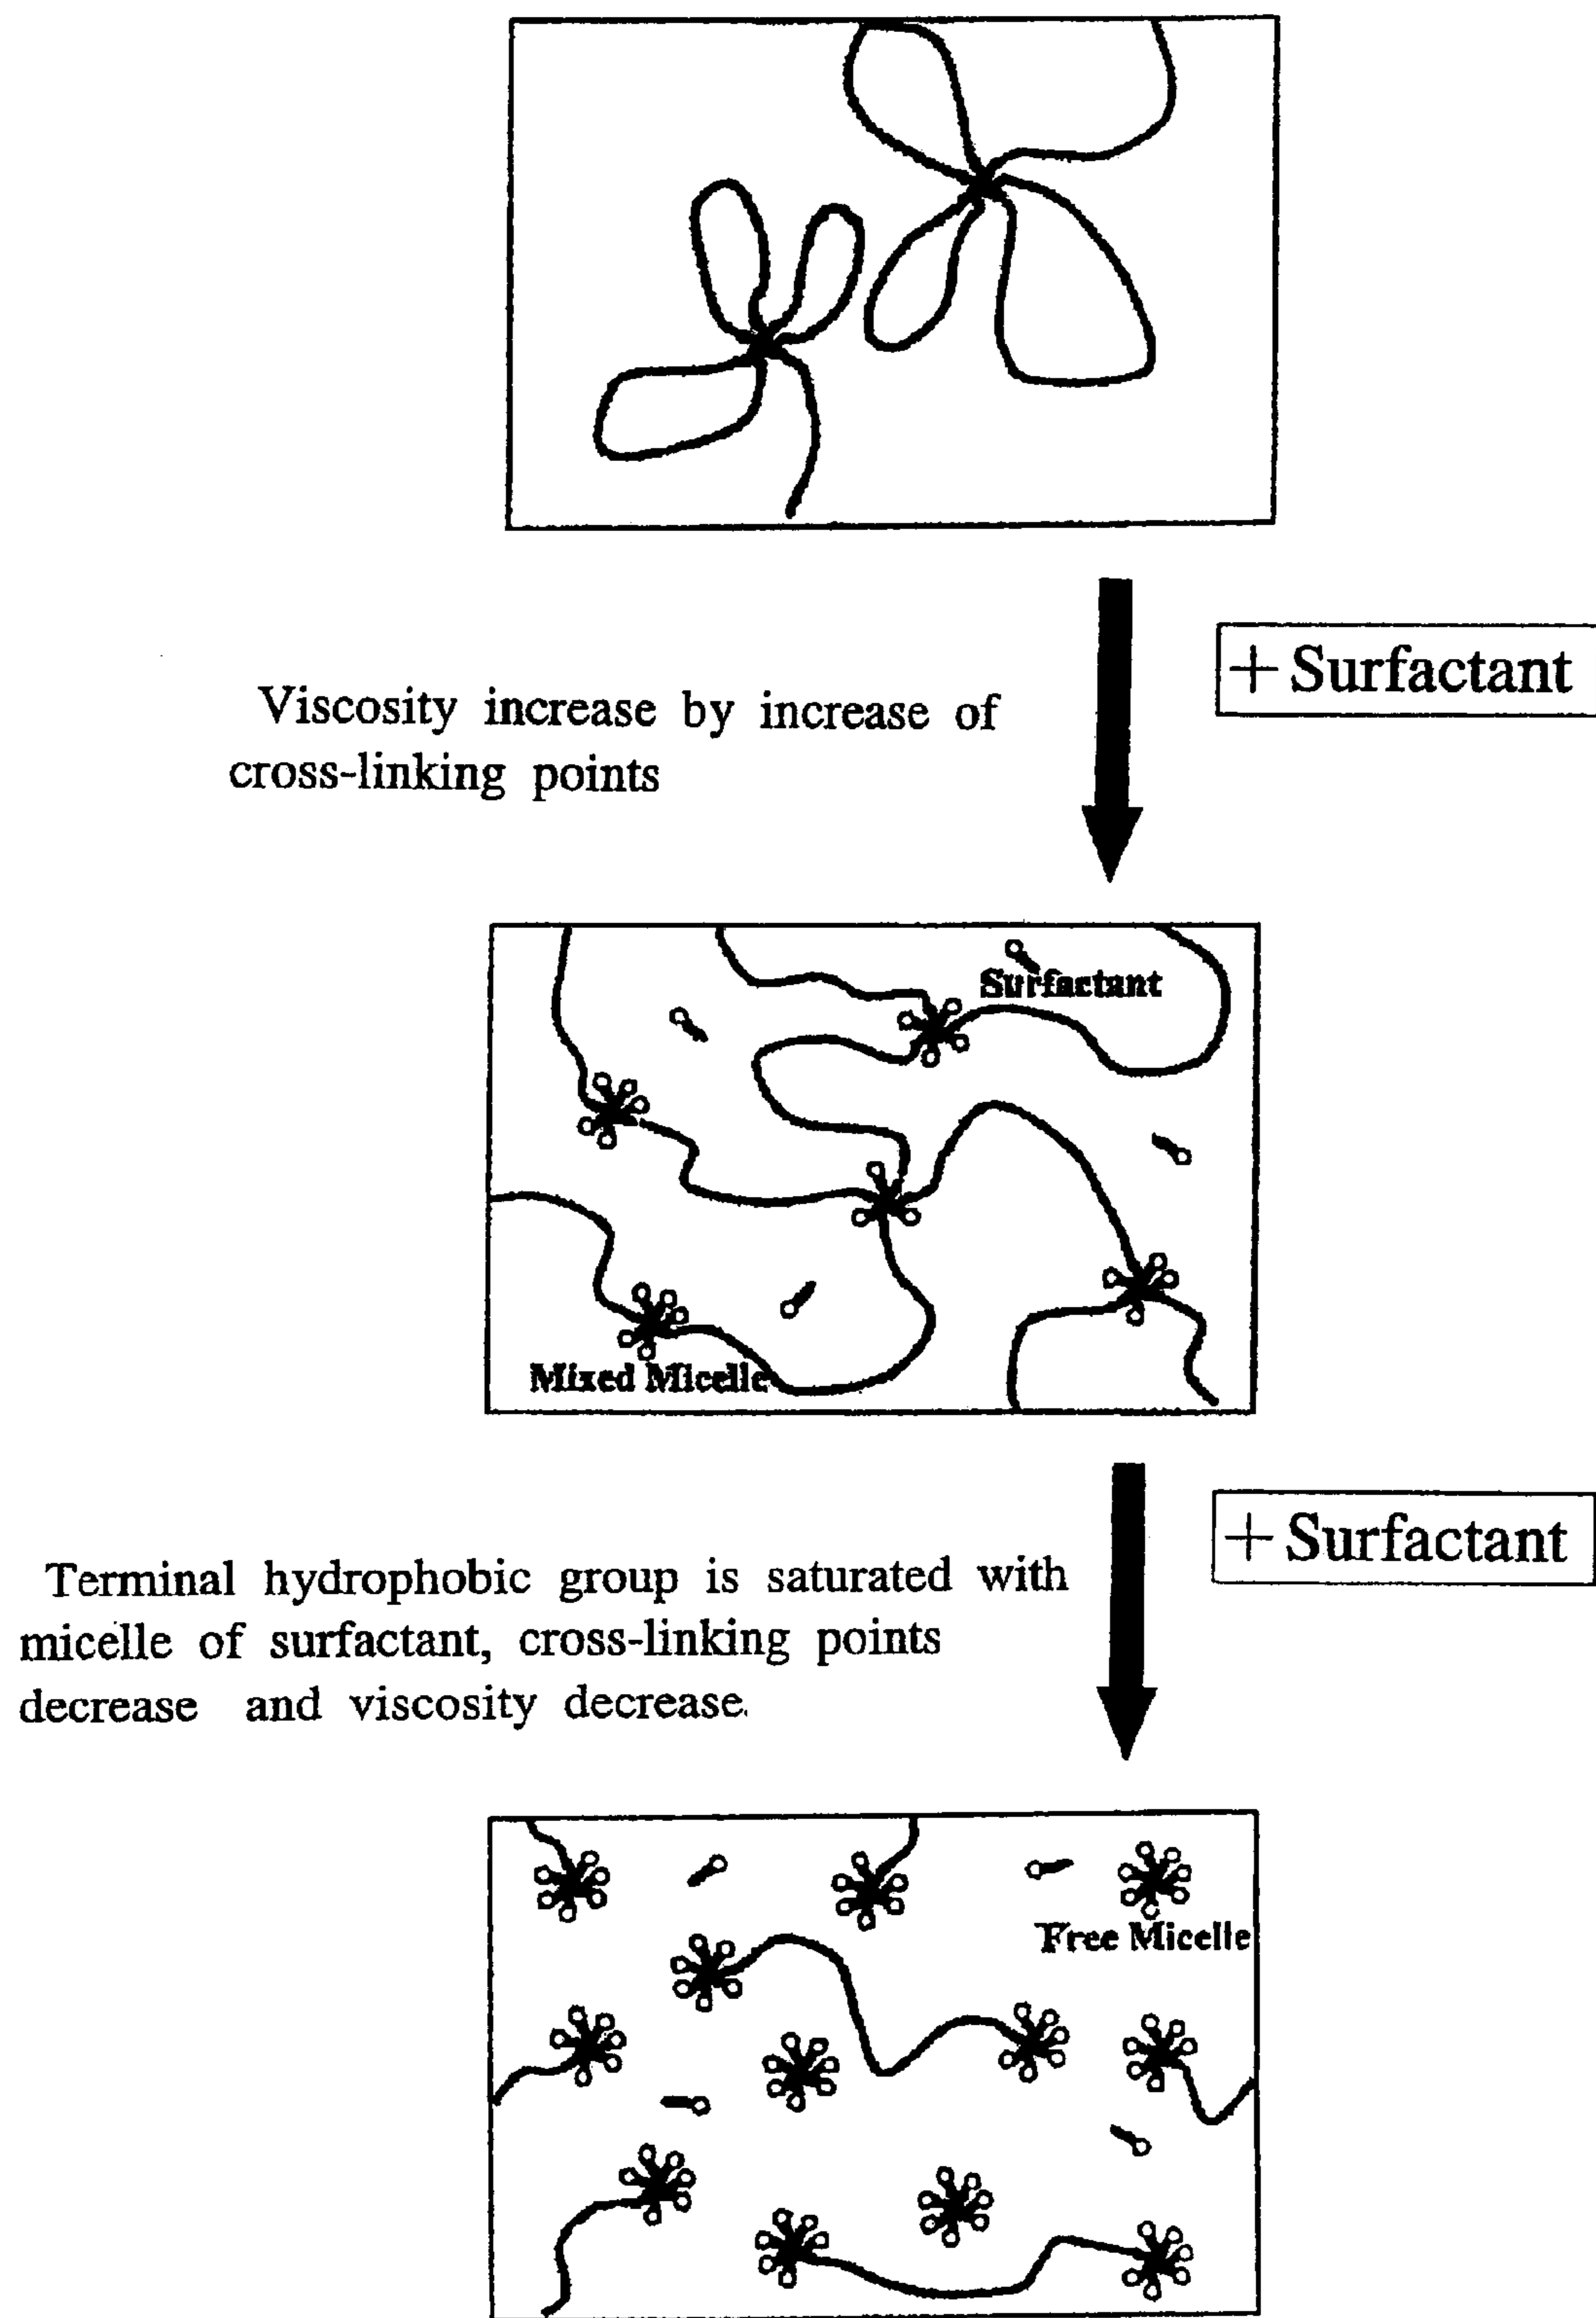 + Surfactant
Viscosity increase by increase of
cross-linking points
Surfactant
Mixed Micelle
+ Surfactant
Terminal hydrophobic group is saturated with
micelle of surfactant, cross-linking points
decrease and viscosity decrease.
Free Micelle